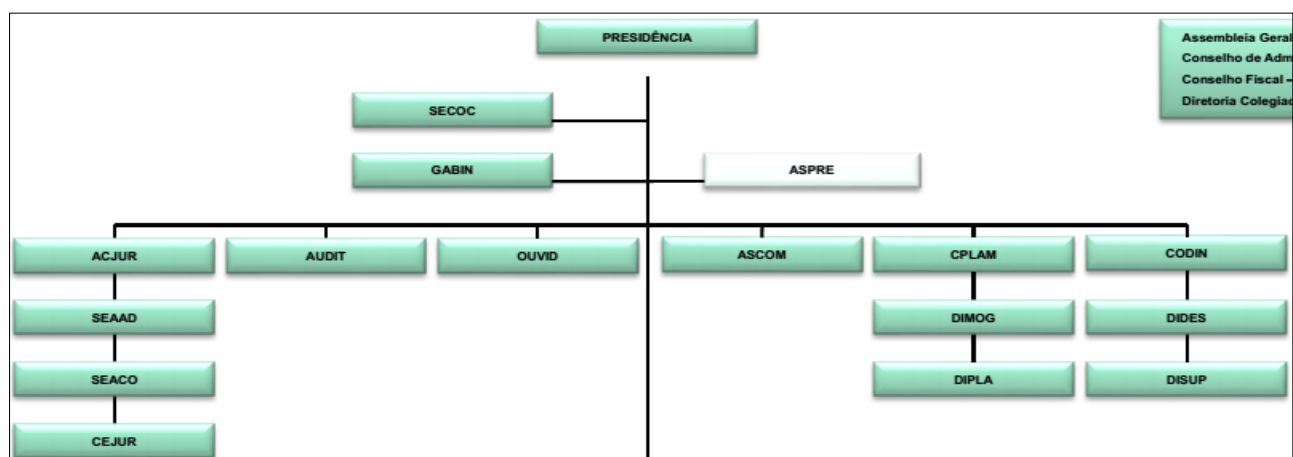 PRESIDÊNCIA
Assembleia Geral
Conselho de Adm
Conselho Fiscal –
Diretoria Colegiad
SECOC
GABIN
ASPRE
ACJUR
AUDIT
OUVID
ASCOM
CPLAM
CODIN
SEAAD
DIMOG
DIDES
SEACO
DIPLA
DISUP
CEJUR